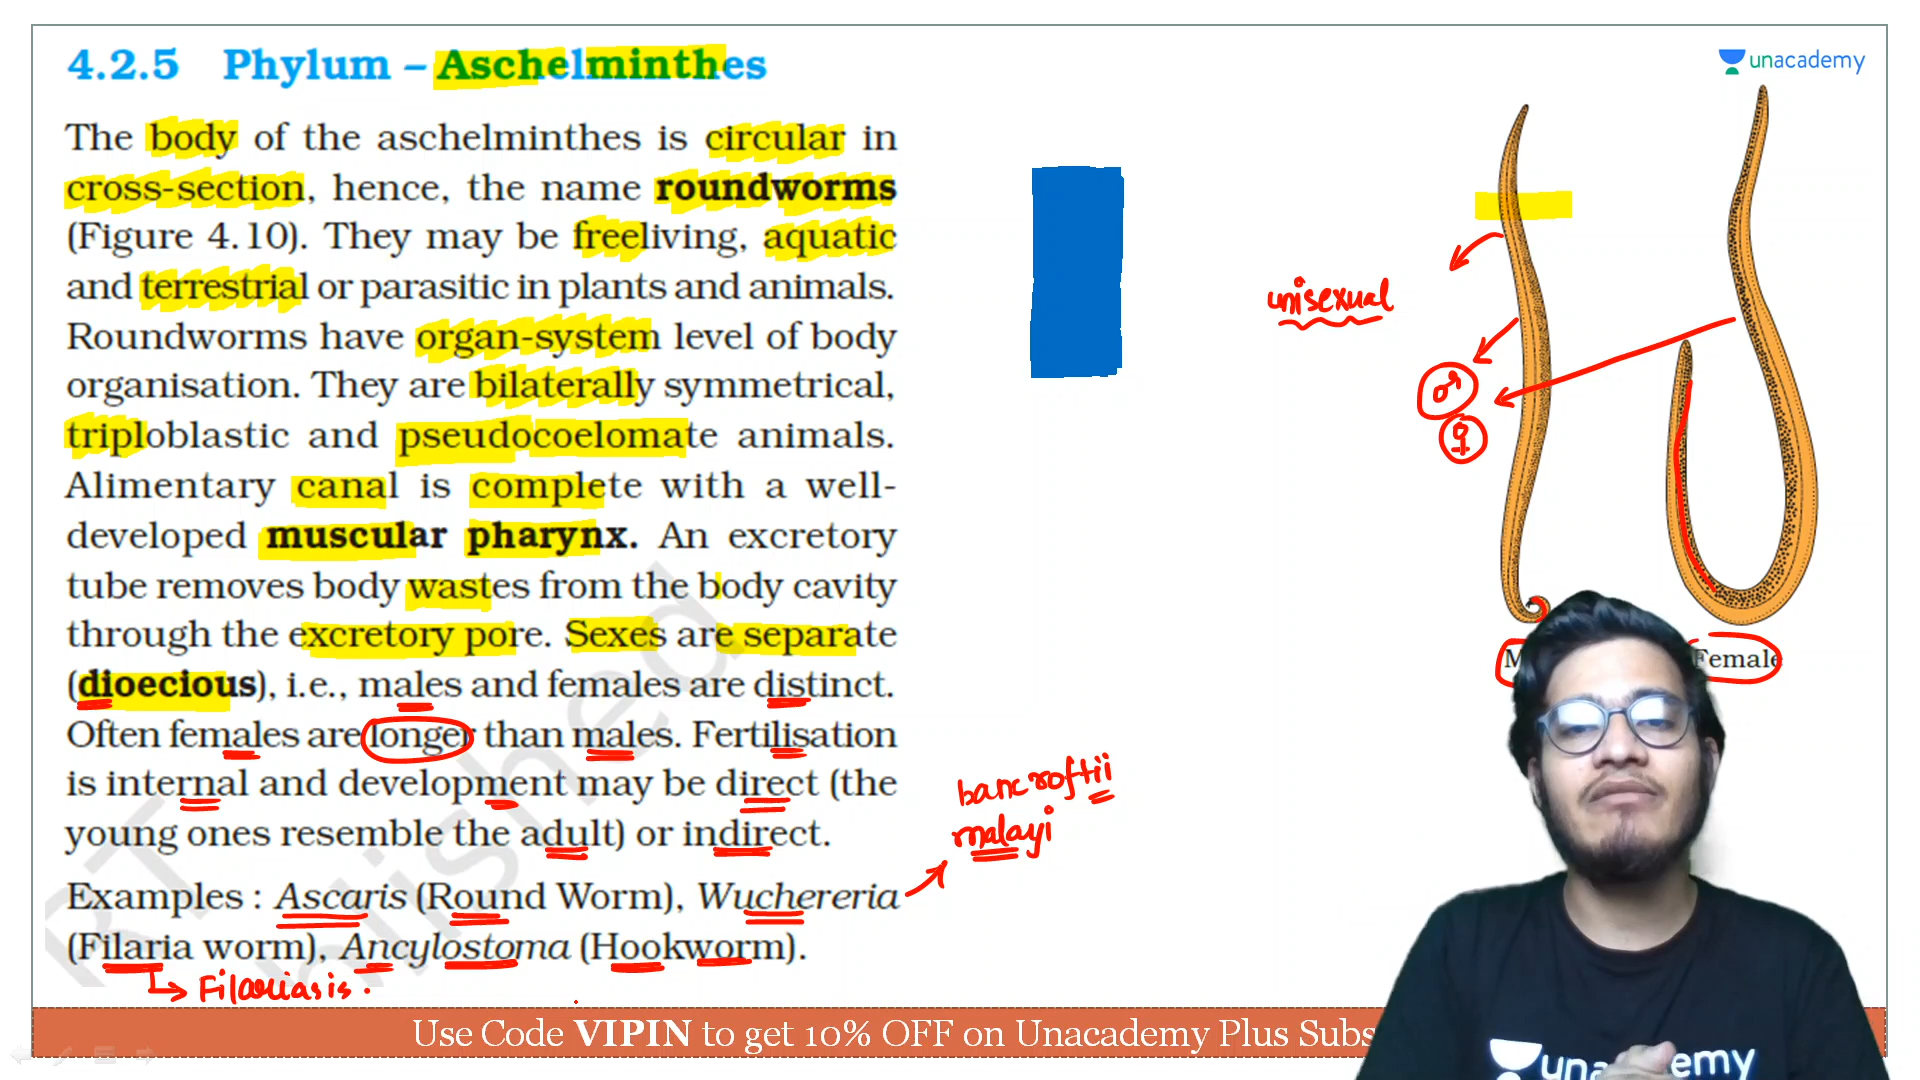 4.2.5 Phylum – Aschelminthes
unacademy
The body of the aschelminthes is circular in
cross-section, hence, the name roundworms
(Figure 4.10). They may be freeliving, aquatic
and terrestrial or parasitic in plants and animals.
Roundworms have organ-system level of body
organisation. They are bilaterally symmetrical,
triploblastic and pseudocoelomate animals.
Alimentary canal is complete with a well-
developed muscular pharynx. An excretory
tube removes body wastes from the body cavity
through the excretory pore. Sexes are separate
(dioecious), i.e., males and females are distinct.
Often females are longer than males. Fertilisation
is internal and development may be direct (the
young ones resemble the adult) or indirect.
Examples : Ascaris (Round Worm), Wuchereria
(Filaria worm), Ancylostoma (Hookworm).
Filariasis.
bancroftii
malayi
unisexual
♂
♀
Female
Use Code VIPIN to get 10% OFF on Unacademy Plus Subs